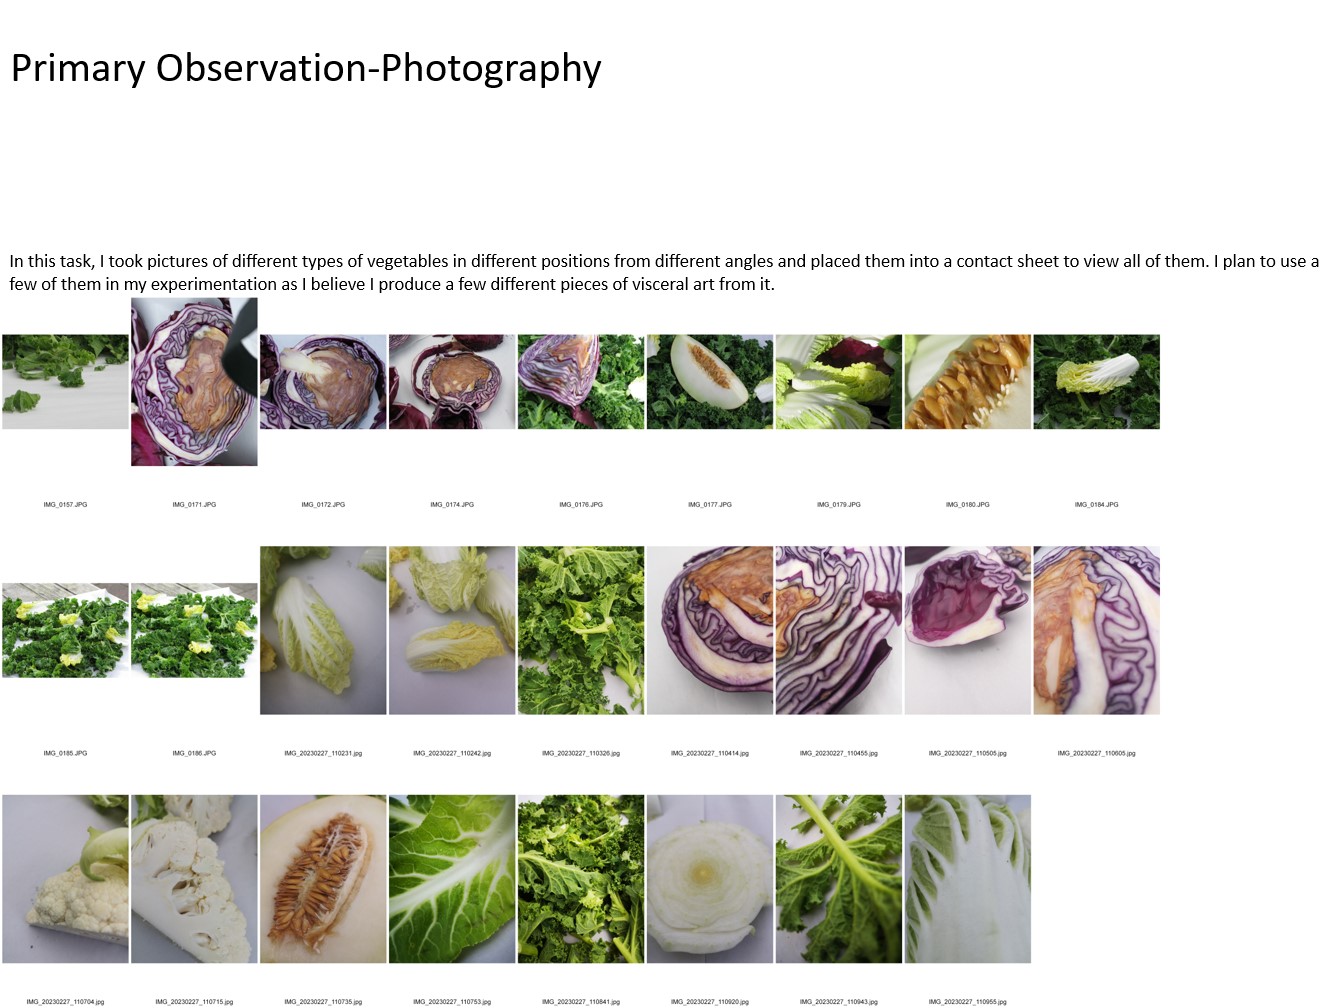 Primary Observation-Photography
In this task, I took pictures of different types of vegetables in different positions from different angles and placed them into a contact sheet to view all of them. I plan to use a
few of them in my experimentation as I believe I produce a few different pieces of visceral art from it.
IMG_0157.JPG IMG_0171.JPG IMG_0172.JPG IMG_0174.JPG IMG_0176.JPG IMG_0177.JPG IMG_0179.JPG IMG_0180.JPG IMG_0184.JPG
IMG_0185.JPG IMG_0186.JPG IMG_20230227_110231.jpg IMG_20230227_110242.jpg IMG_20230227_110326.jpg IMG_20230227_110414.jpg IMG_20230227_110455.jpg IMG_20230227_110505.jpg IMG_20230227_110605.jpg
IMG_20230227_110704.jpg IMG_20230227_110715.jpg IMG_20230227_110735.jpg IMG_20230227_110753.jpg IMG_20230227_110841.jpg IMG_20230227_110920.jpg IMG_20230227_110943.jpg IMG_20230227_110955.jpg